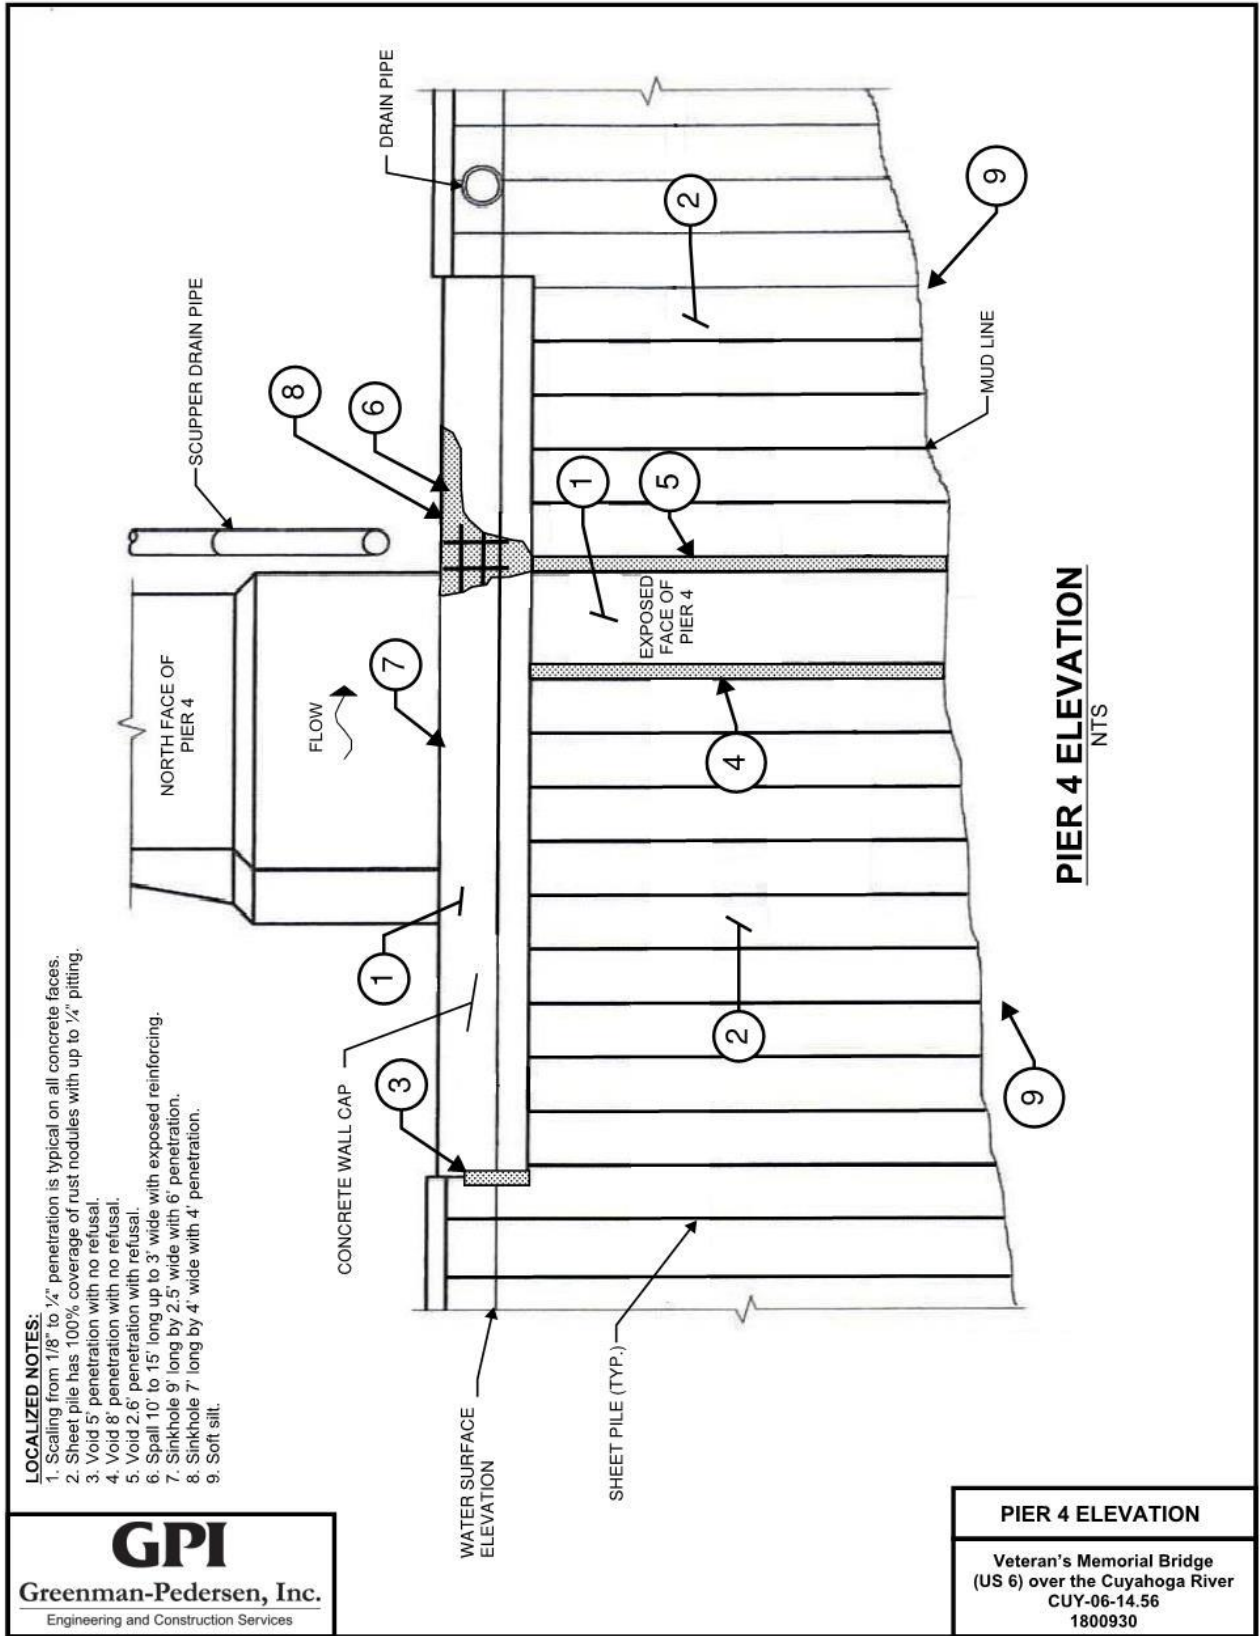 LOCALIZED NOTES:
1. Scaling from 1/8" to ¼" penetration is typical on all concrete faces.
2. Sheet pile has 100% coverage of rust nodules with up to ¼" pitting.
3. Void 5' penetration with no refusal.
4. Void 8' penetration with no refusal.
5. Void 2.6' penetration with refusal.
6. Spall 10' to 15' long up to 3' wide with exposed reinforcing.
7. Sinkhole 9' long by 2.5' wide with 6' penetration.
8. Sinkhole 7' long by 4' wide with 4' penetration.
9. Soft silt.
NORTH FACE OF
PIER 4
SCUPPER DRAIN PIPE
FLOW
DRAIN PIPE
CONCRETE WALL CAP
WATER SURFACE
ELEVATION
SHEET PILE (TYP.)
EXPOSED
FACE OF
PIER 4
MUD LINE
3
1
7
8
6
2
4
1
5
2
9
9
PIER 4 ELEVATION
NTS
GPI
Greenman-Pedersen, Inc.
Engineering and Construction Services
PIER 4 ELEVATION
Veteran's Memorial Bridge
(US 6) over the Cuyahoga River
CUY-06-14.56
1800930